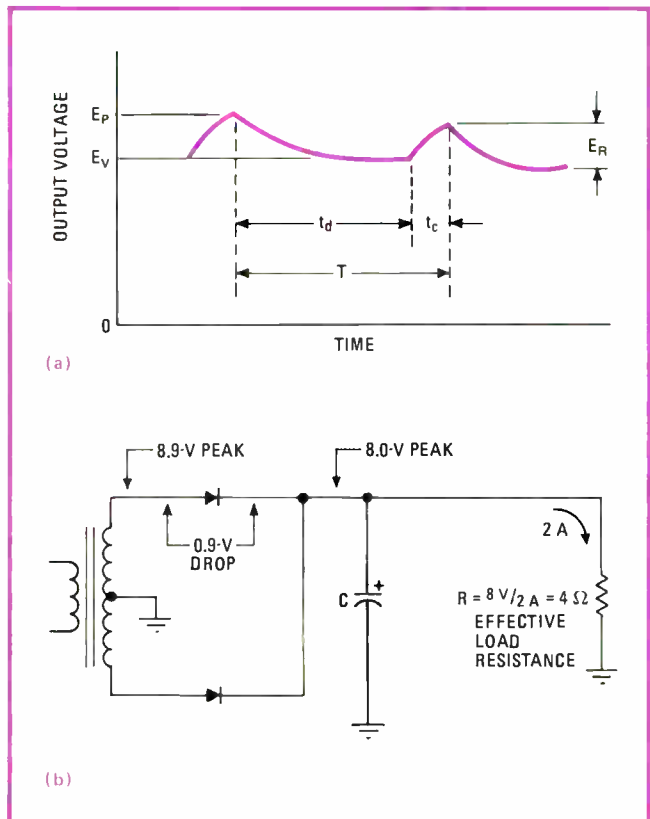 OUTPUT VOLTAGE
E_P
E_V
E_R
t_d
t_c
T
0
TIME
(a)
8.9-V PEAK
8.0-V PEAK
0.9-V
DROP
2 A
C
+
R = 8 V/2 A = 4 Ω
EFFECTIVE
LOAD
RESISTANCE
(b)